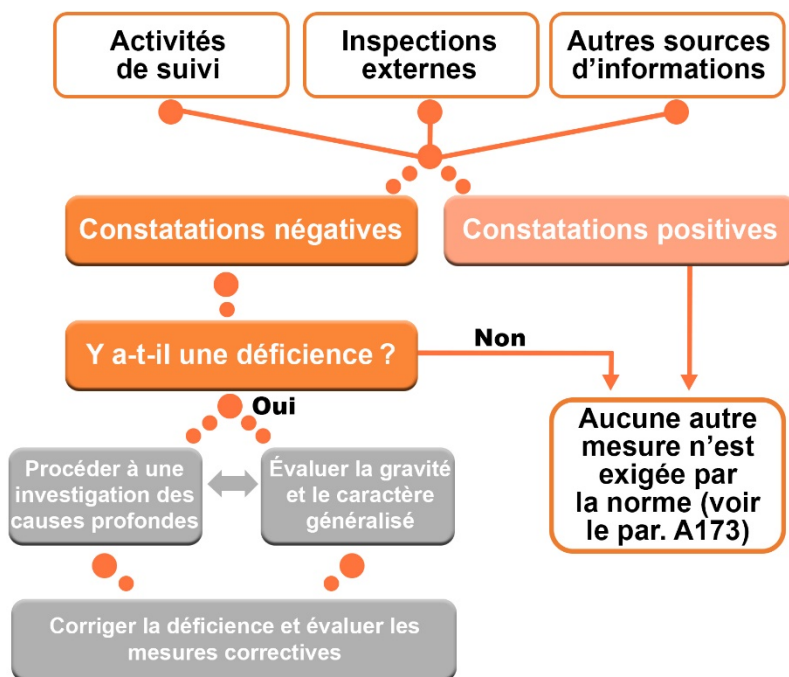 Activités
de suivi
Inspections
externes
Autres sources
d’informations
Constatations négatives
Constatations positives
Y a-t-il une déficience ?
Non
Oui
Procéder à une
investigation des
causes profondes
Évaluer la gravité
et le caractère
généralisé
Aucune autre
mesure n’est
exigée par
la norme (voir
le par. A173)
Corriger la déficience et évaluer les
mesures correctives